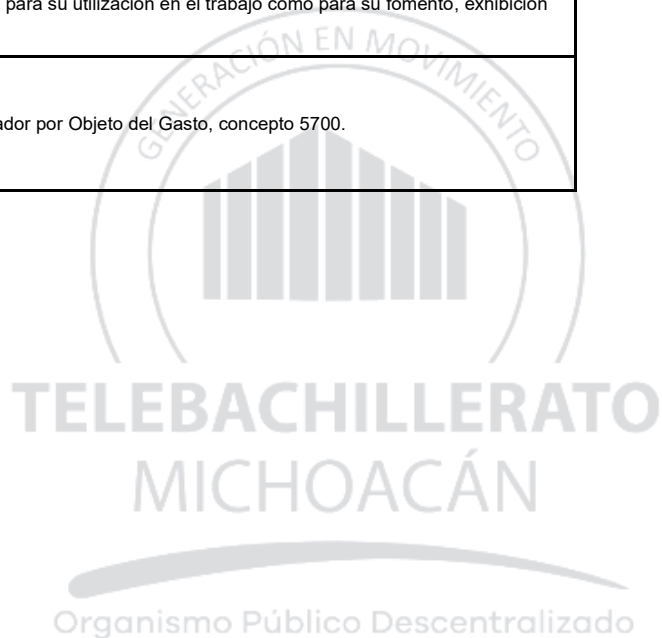 para su utilización en el trabajo como para su fomento, exhibición
GENERACIÓN EN MOVIMIENTO
ador por Objeto del Gasto, concepto 5700.
TELEBACHILLERATO
MICHOACÁN
Organismo Público Descentralizado